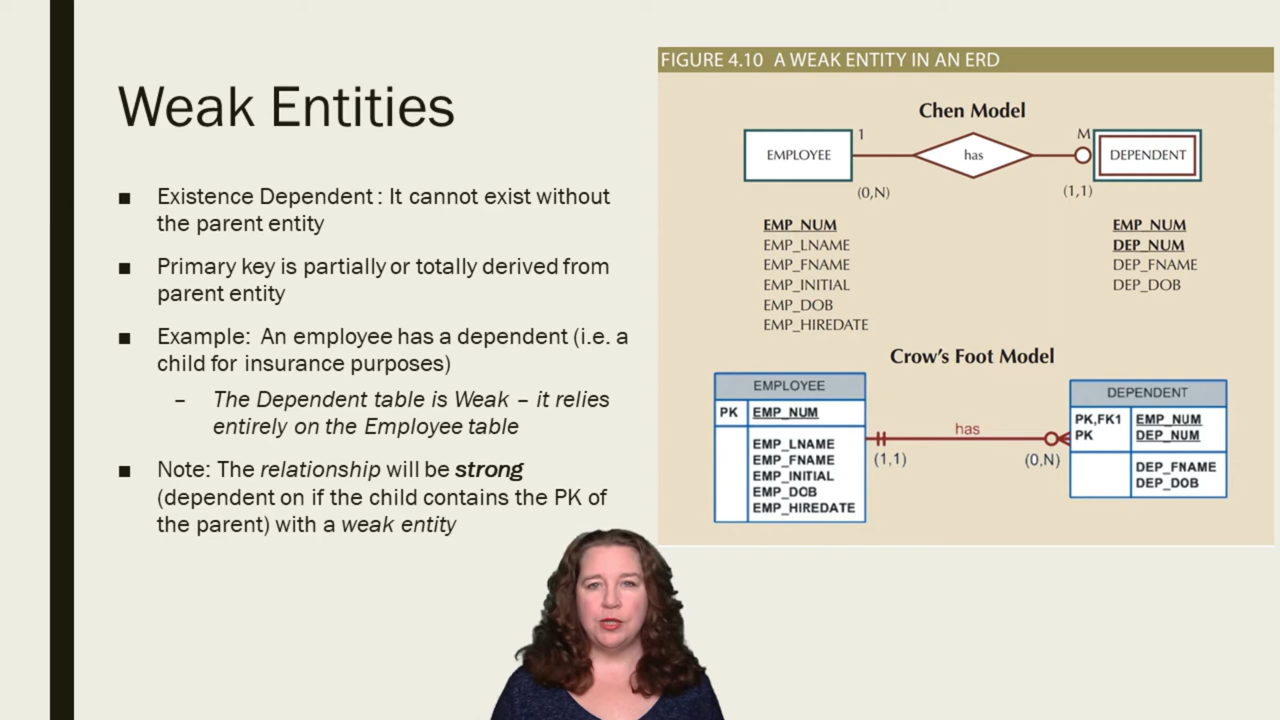 Weak Entities
■ Existence Dependent : It cannot exist without
the parent entity
■ Primary key is partially or totally derived from
parent entity
■ Example: An employee has a dependent (i.e. a
child for insurance purposes)
– The Dependent table is Weak – it relies
entirely on the Employee table
■ Note: The relationship will be strong
(dependent on if the child contains the PK of
the parent) with a weak entity
FIGURE 4.10 A WEAK ENTITY IN AN ERD
Chen Model
1 M
EMPLOYEE has DEPENDENT
(0,N) (1,1)
EMP_NUM EMP_NUM
EMP_LNAME DEP_NUM
EMP_FNAME DEP_FNAME
EMP_INITIAL DEP_DOB
EMP_DOB
EMP_HIREDATE
Crow's Foot Model
EMPLOYEE
PK EMP_NUM
EMP_LNAME
EMP_FNAME
EMP_INITIAL
EMP_DOB
EMP_HIREDATE
has
(1,1) (0,N)
DEPENDENT
PK,FK1 EMP_NUM
PK DEP_NUM
DEP_FNAME
DEP_DOB